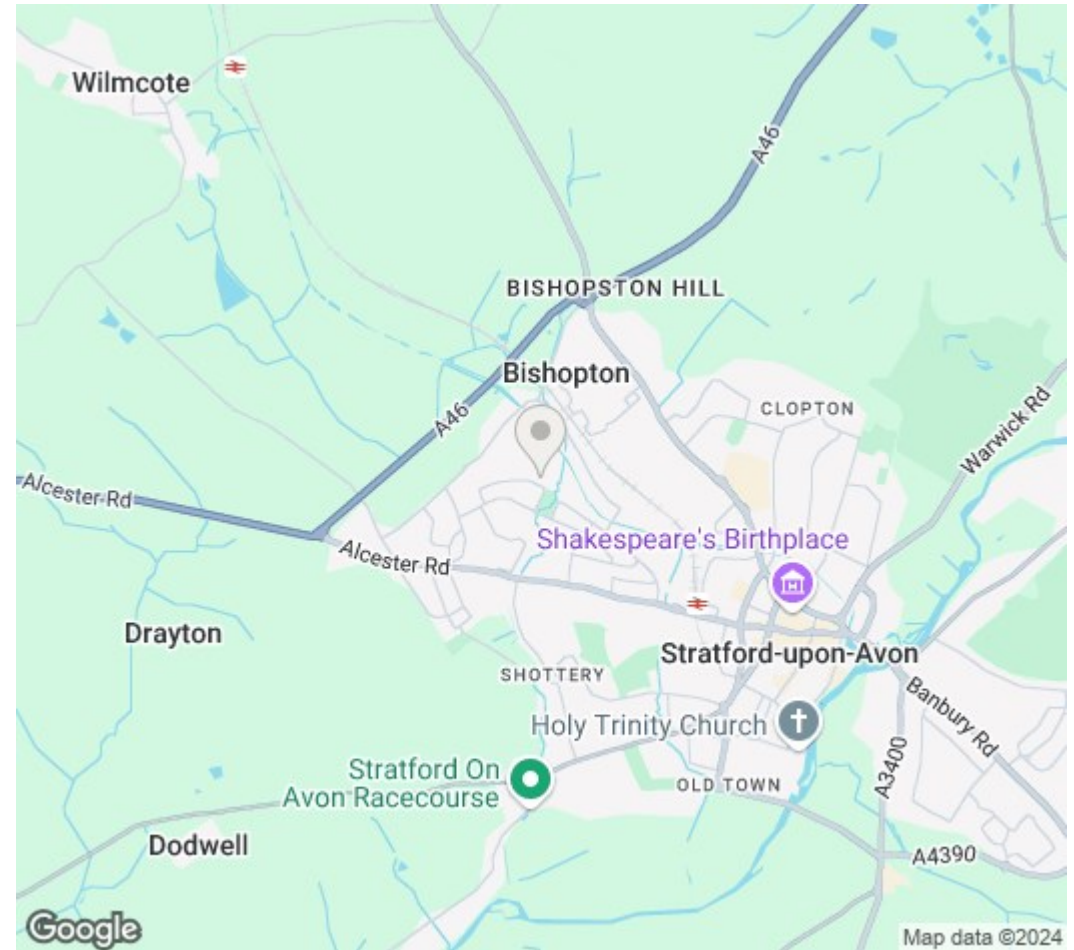 Wilmcote
A46
BISHOPSTON HILL
Bishopton
CLOPTON
A46
Warwick Rd
Alcester Rd
Shakespeare's Birthplace
Alcester Rd
Drayton
Stratford-upon-Avon
SHOTTERY
Banbury Rd
Holy Trinity Church
A3400
Stratford On
Avon Racecourse
OLD TOWN
Dodwell
A4390
Google
Map data ©2024